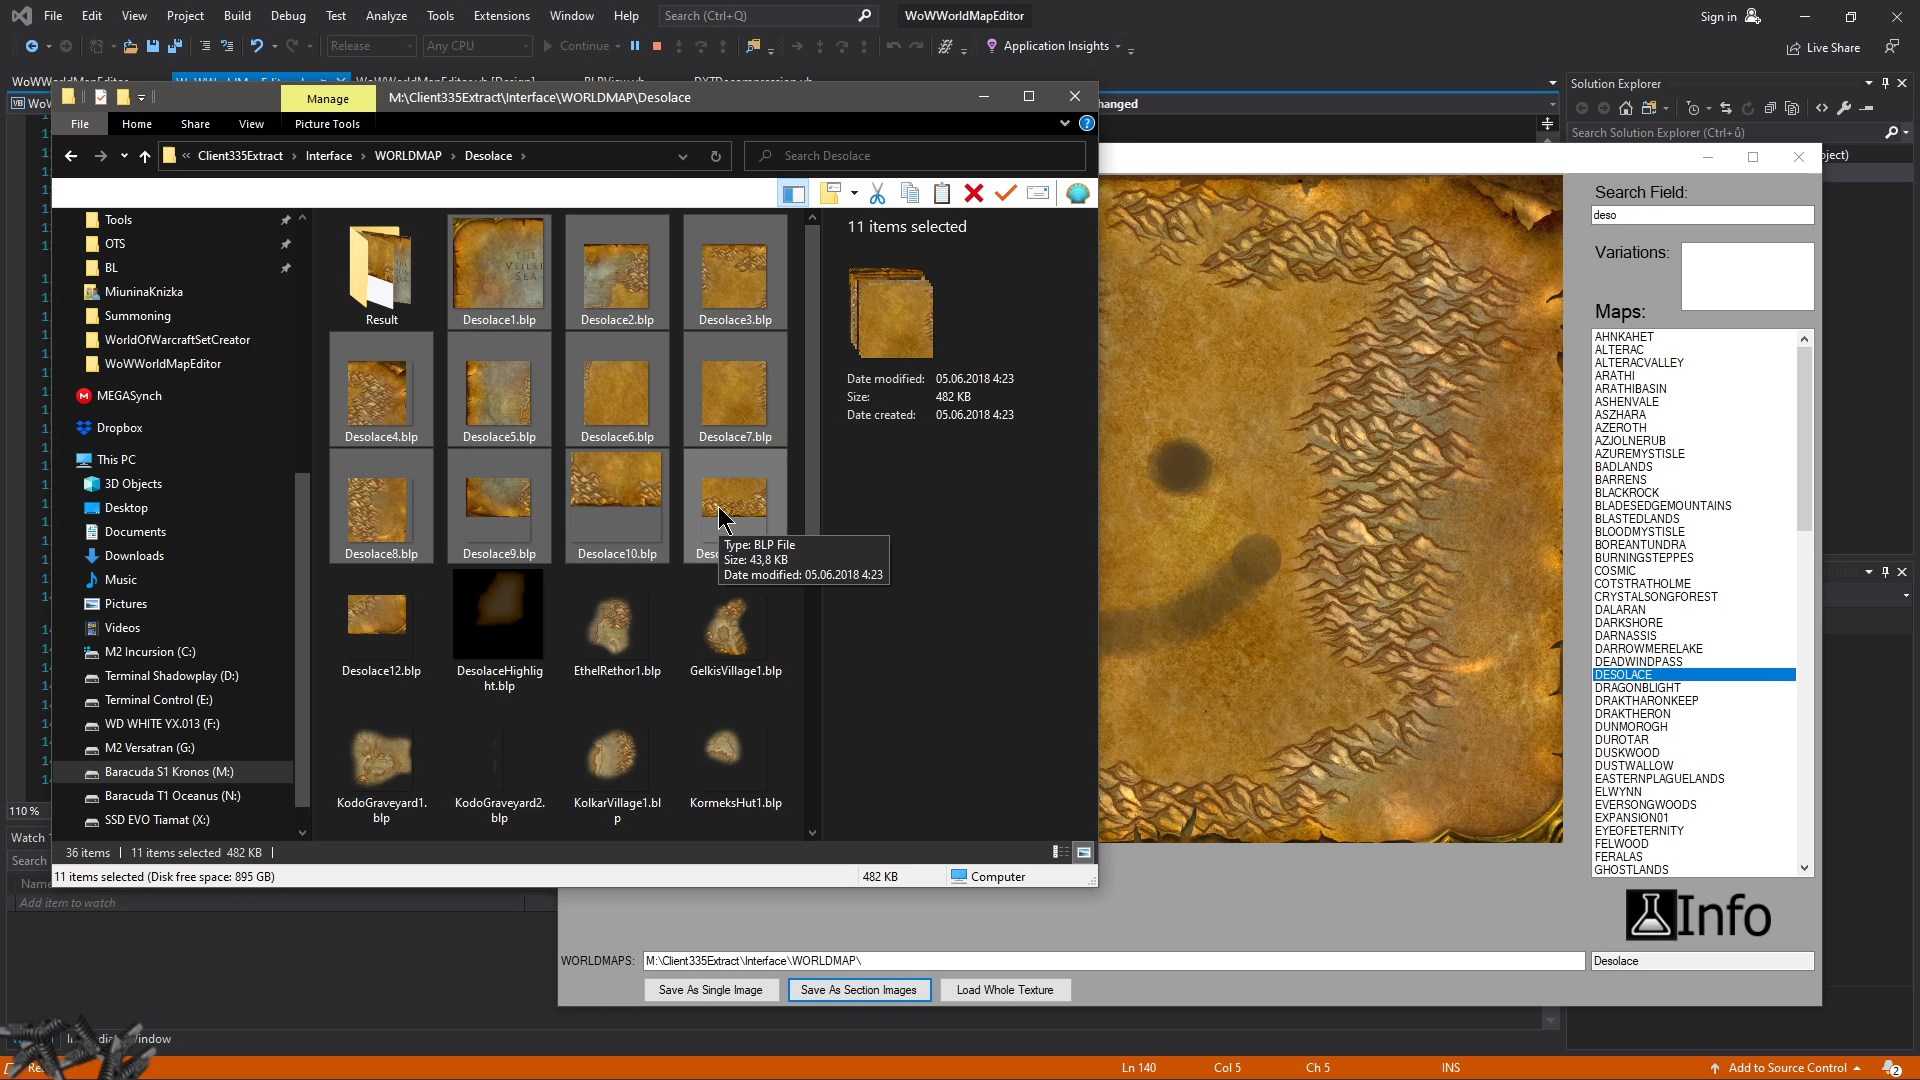 File Edit View Project Build Debug Test Analyze Tools Extensions Window Help Search (Ctrl+Q) WoWWorldMapEditor Sign in
Release Any CPU Continue Application Insights Live Share
Manage M:\Client335Extract\Interface\WORLDMAP\Desolace
File Home Share View Picture Tools
Client335Extract Interface WORLDMAP Desolace Search Desolace
Tools
OTS
BL
MiuninaKnizka
Summoning
WorldOfWarcraftSetCreator
WoWWorldMapEditor
MEGASynch
Dropbox
This PC
3D Objects
Desktop
Documents
Downloads
Music
Pictures
Videos
M2 Incursion (C:)
Terminal Shadowplay (D:)
Terminal Control (E:)
WD WHITE YX.013 (F:)
M2 Versatran (G:)
Baracuda S1 Kronos (M:)
Baracuda T1 Oceanus (N:)
SSD EVO Tiamat (X:)
Result Desolace1.blp Desolace2.blp Desolace3.blp
Desolace4.blp Desolace5.blp Desolace6.blp Desolace7.blp
Desolace8.blp Desolace9.blp Desolace10.blp
Desolace12.blp DesolaceHighlig
ht.blp
EthelRethor1.blp GelkisVillage1.blp
KodoGraveyard1.
blp
KodoGraveyard2.
blp
KolkarVillage1.bl
p
KormeksHut1.blp
Type: BLP File
Size: 43,8 KB
Date modified: 05.06.2018 4:23
11 items selected
Date modified: 05.06.2018 4:23
Size: 482 KB
Date created: 05.06.2018 4:23
36 items 11 items selected 482 KB
11 items selected (Disk free space: 895 GB) 482 KB Computer
Solution Explorer
Search Solution Explorer (Ctrl+ů)
Search Field:
deso
Variations:
Maps:
AHNKAHET
ALTERAC
ALTERACVALLEY
ARATHI
ARATHIBASIN
ASHENVALE
ASZHARA
AZEROTH
AZJOLNERUB
AZUREMYSTISLE
BADLANDS
BARRENS
BLACKROCK
BLADESEDGEMOUNTAINS
BLASTEDLANDS
BLOODMYSTISLE
BOREANTUNDRA
BURNINGSTEPPES
COSMIC
COTSTRATHOLME
CRYSTALSONGFOREST
DALARAN
DARKSHORE
DARNASSIS
DARROWMERELAKE
DEADWINDPASS
DESOLACE
DRAGONBLIGHT
DRAKTHARONKEEP
DRAKTHERON
DUNMOROGH
DUROTAR
DUSKWOOD
DUSTWALLOW
EASTERNPLAGUELANDS
ELWYNN
EVERSONGWOODS
EXPANSION01
EYEOFETERNITY
FELWOOD
FERALAS
GHOSTLANDS
Info
WORLDMAPS: M:\Client335Extract\Interface\WORLDMAP\ Desolace
Save As Single Image Save As Section Images Load Whole Texture
110 %
Watch
Search
Name
Add item to watch
Ln 140 Col 5 Ch 5 INS Add to Source Control 2